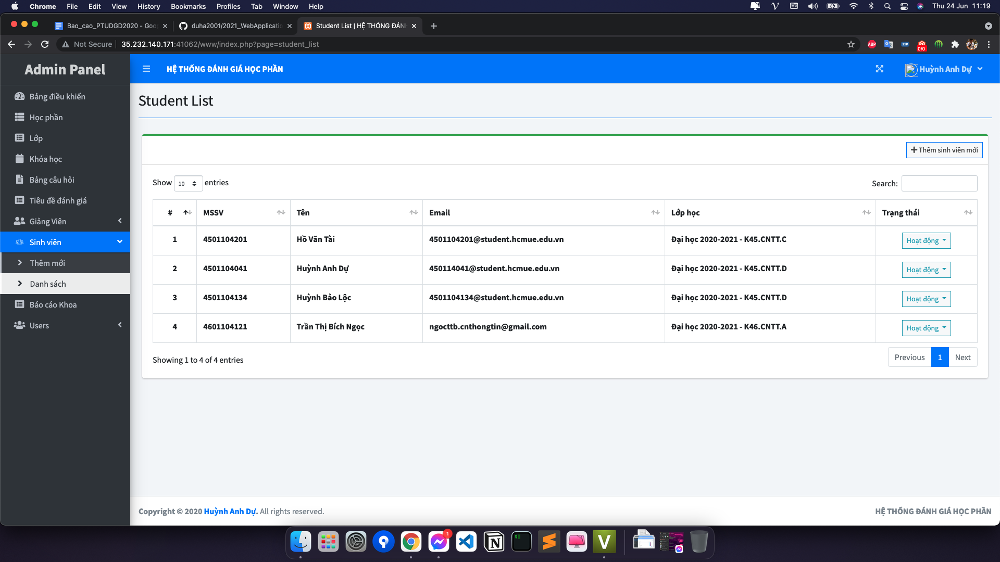 Chrome File Edit View History Bookmarks Profiles Tab Window Help Thu 24 Jun 11:19
Bao_cao_PTUDGD2020 - Goo duha2001/2021_WebApplicatio Student List | HỆ THỐNG ĐÁN
Not Secure 35.232.140.171:41062/www/index.php?page=student_list ABP ZIP 0/0
Admin Panel
HỆ THỐNG ĐÁNH GIÁ HỌC PHẦN Huỳnh Anh Dự
Bảng điều khiển
Học phần
Lớp
Khóa học
Bảng câu hỏi
Tiêu đề đánh giá
Giảng Viên
Sinh viên
Thêm mới
Danh sách
Báo cáo Khoa
Users
Student List
Thêm sinh viên mới
Show 10 entries Search:
# MSSV Tên Email Lớp học Trạng thái
1 4501104201 Hồ Văn Tài 4501104201@student.hcmue.edu.vn Đại học 2020-2021 - K45.CNTT.C Hoạt động
2 4501104041 Huỳnh Anh Dự 450114041@student.hcmue.edu.vn Đại học 2020-2021 - K45.CNTT.D Hoạt động
3 4501104134 Huỳnh Bảo Lộc 4501104134@student.hcmue.edu.vn Đại học 2020-2021 - K45.CNTT.D Hoạt động
4 4601104121 Trần Thị Bích Ngọc ngocttb.cnthongtin@gmail.com Đại học 2020-2021 - K46.CNTT.A Hoạt động
Showing 1 to 4 of 4 entries Previous 1 Next
Copyright © 2020 Huỳnh Anh Dự. All rights reserved. HỆ THỐNG ĐÁNH GIÁ HỌC PHẦN
1